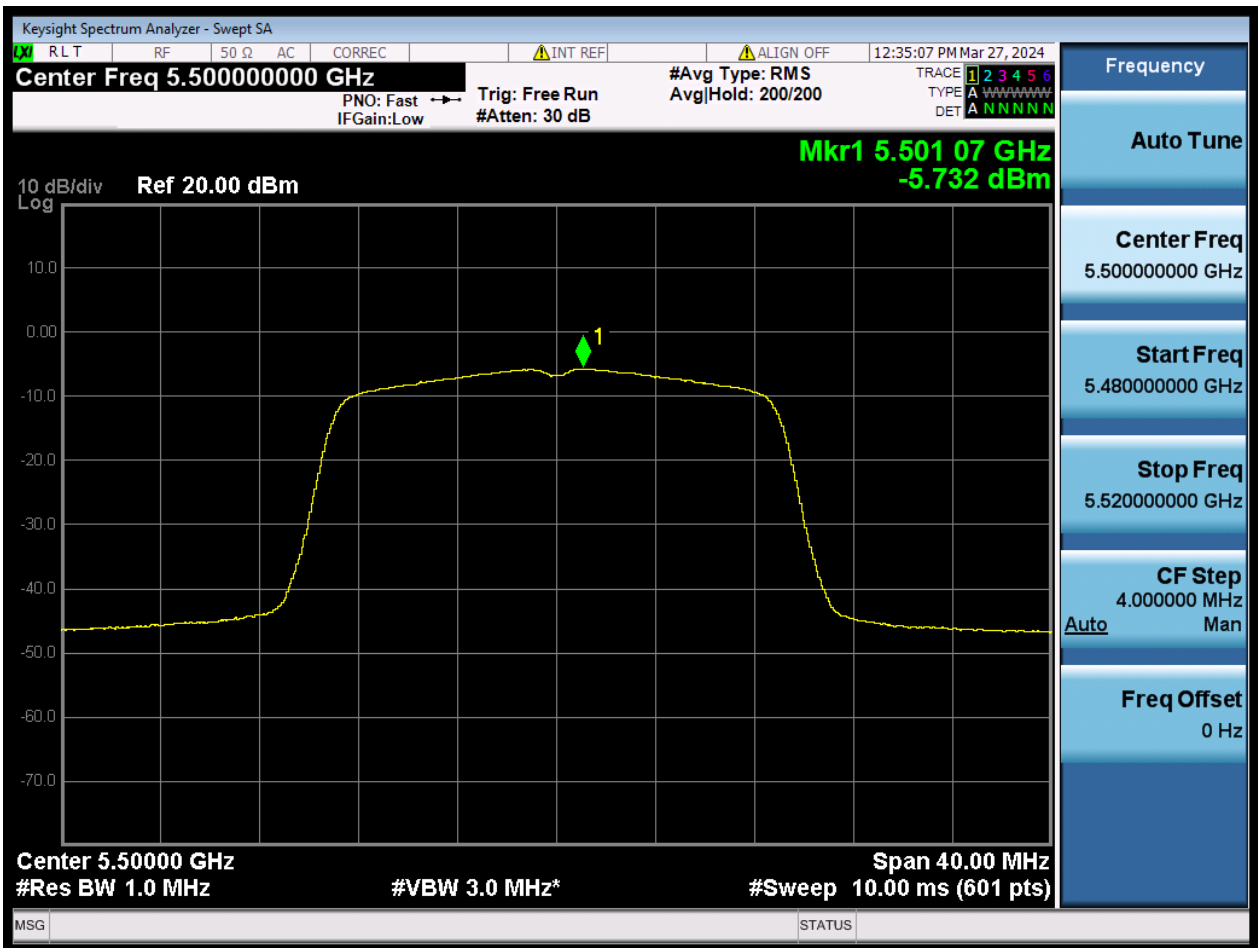 Keysight Spectrum Analyzer - Swept SA
LXI RLT RF 50 Ω AC CORREC INT REF ALIGN OFF 12:35:07 PM Mar 27, 2024
Center Freq 5.500000000 GHz
PNO: Fast
IFGain:Low
Trig: Free Run
#Atten: 30 dB
#Avg Type: RMS
Avg|Hold: 200/200
TRACE 1 2 3 4 5 6
TYPE A WWWWW
DET A N N N N N
Mkr1 5.501 07 GHz
-5.732 dBm
10 dB/div Ref 20.00 dBm
Log
1
10.0
0.00
-10.0
-20.0
-30.0
-40.0
-50.0
-60.0
-70.0
Center 5.50000 GHz Span 40.00 MHz
#Res BW 1.0 MHz #VBW 3.0 MHz* #Sweep 10.00 ms (601 pts)
MSG STATUS
Frequency
Auto Tune
Center Freq
5.500000000 GHz
Start Freq
5.480000000 GHz
Stop Freq
5.520000000 GHz
CF Step
4.000000 MHz
Auto Man
Freq Offset
0 Hz